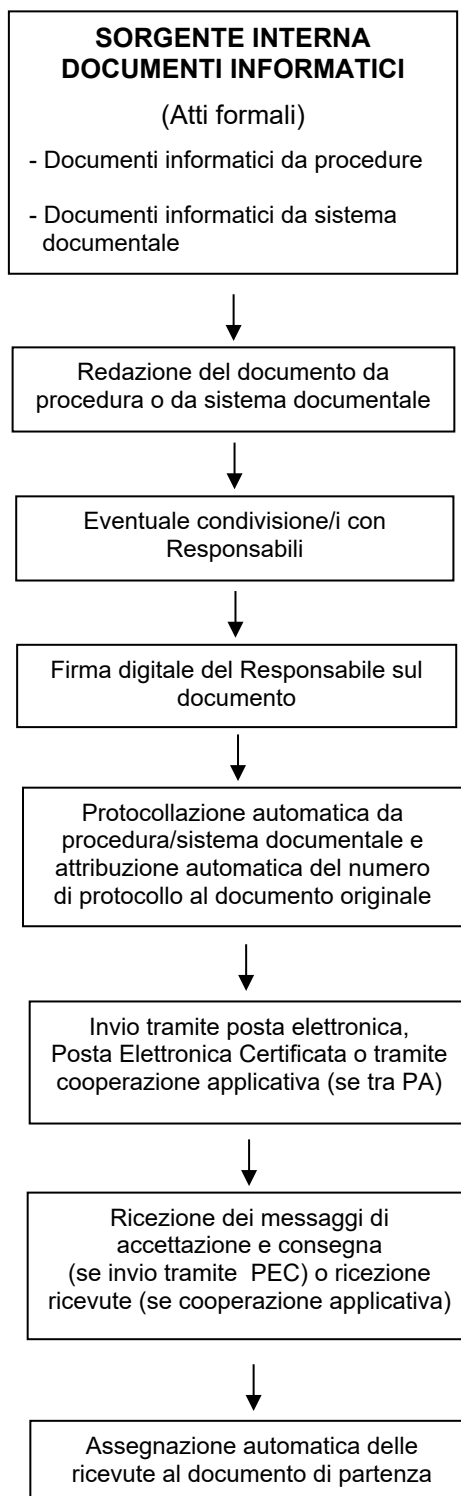 SORGENTE INTERNA
DOCUMENTI INFORMATICI
(Atti formali)
- Documenti informatici da procedure
- Documenti informatici da sistema
documentale
Redazione del documento da
procedura o da sistema documentale
Eventuale condivisione/i con
Responsabili
Firma digitale del Responsabile sul
documento
Protocollazione automatica da
procedura/sistema documentale e
attribuzione automatica del numero
di protocollo al documento originale
Invio tramite posta elettronica,
Posta Elettronica Certificata o tramite
cooperazione applicativa (se tra PA)
Ricezione dei messaggi di
accettazione e consegna
(se invio tramite PEC) o ricezione
ricevute (se cooperazione applicativa)
Assegnazione automatica delle
ricevute al documento di partenza